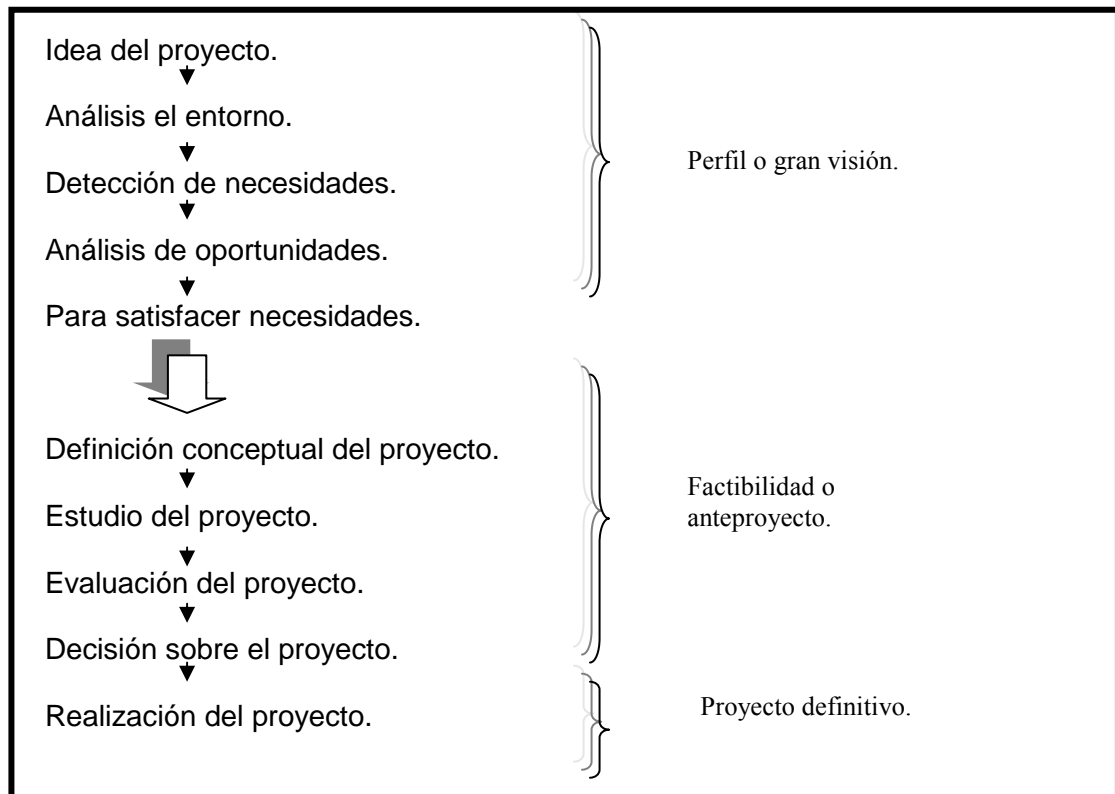 Idea del proyecto.
Análisis el entorno.
Detección de necesidades.
Análisis de oportunidades.
Para satisfacer necesidades.
Perfil o gran visión.
Definición conceptual del proyecto.
Estudio del proyecto.
Evaluación del proyecto.
Decisión sobre el proyecto.
Factibilidad o
anteproyecto.
Realización del proyecto.
Proyecto definitivo.